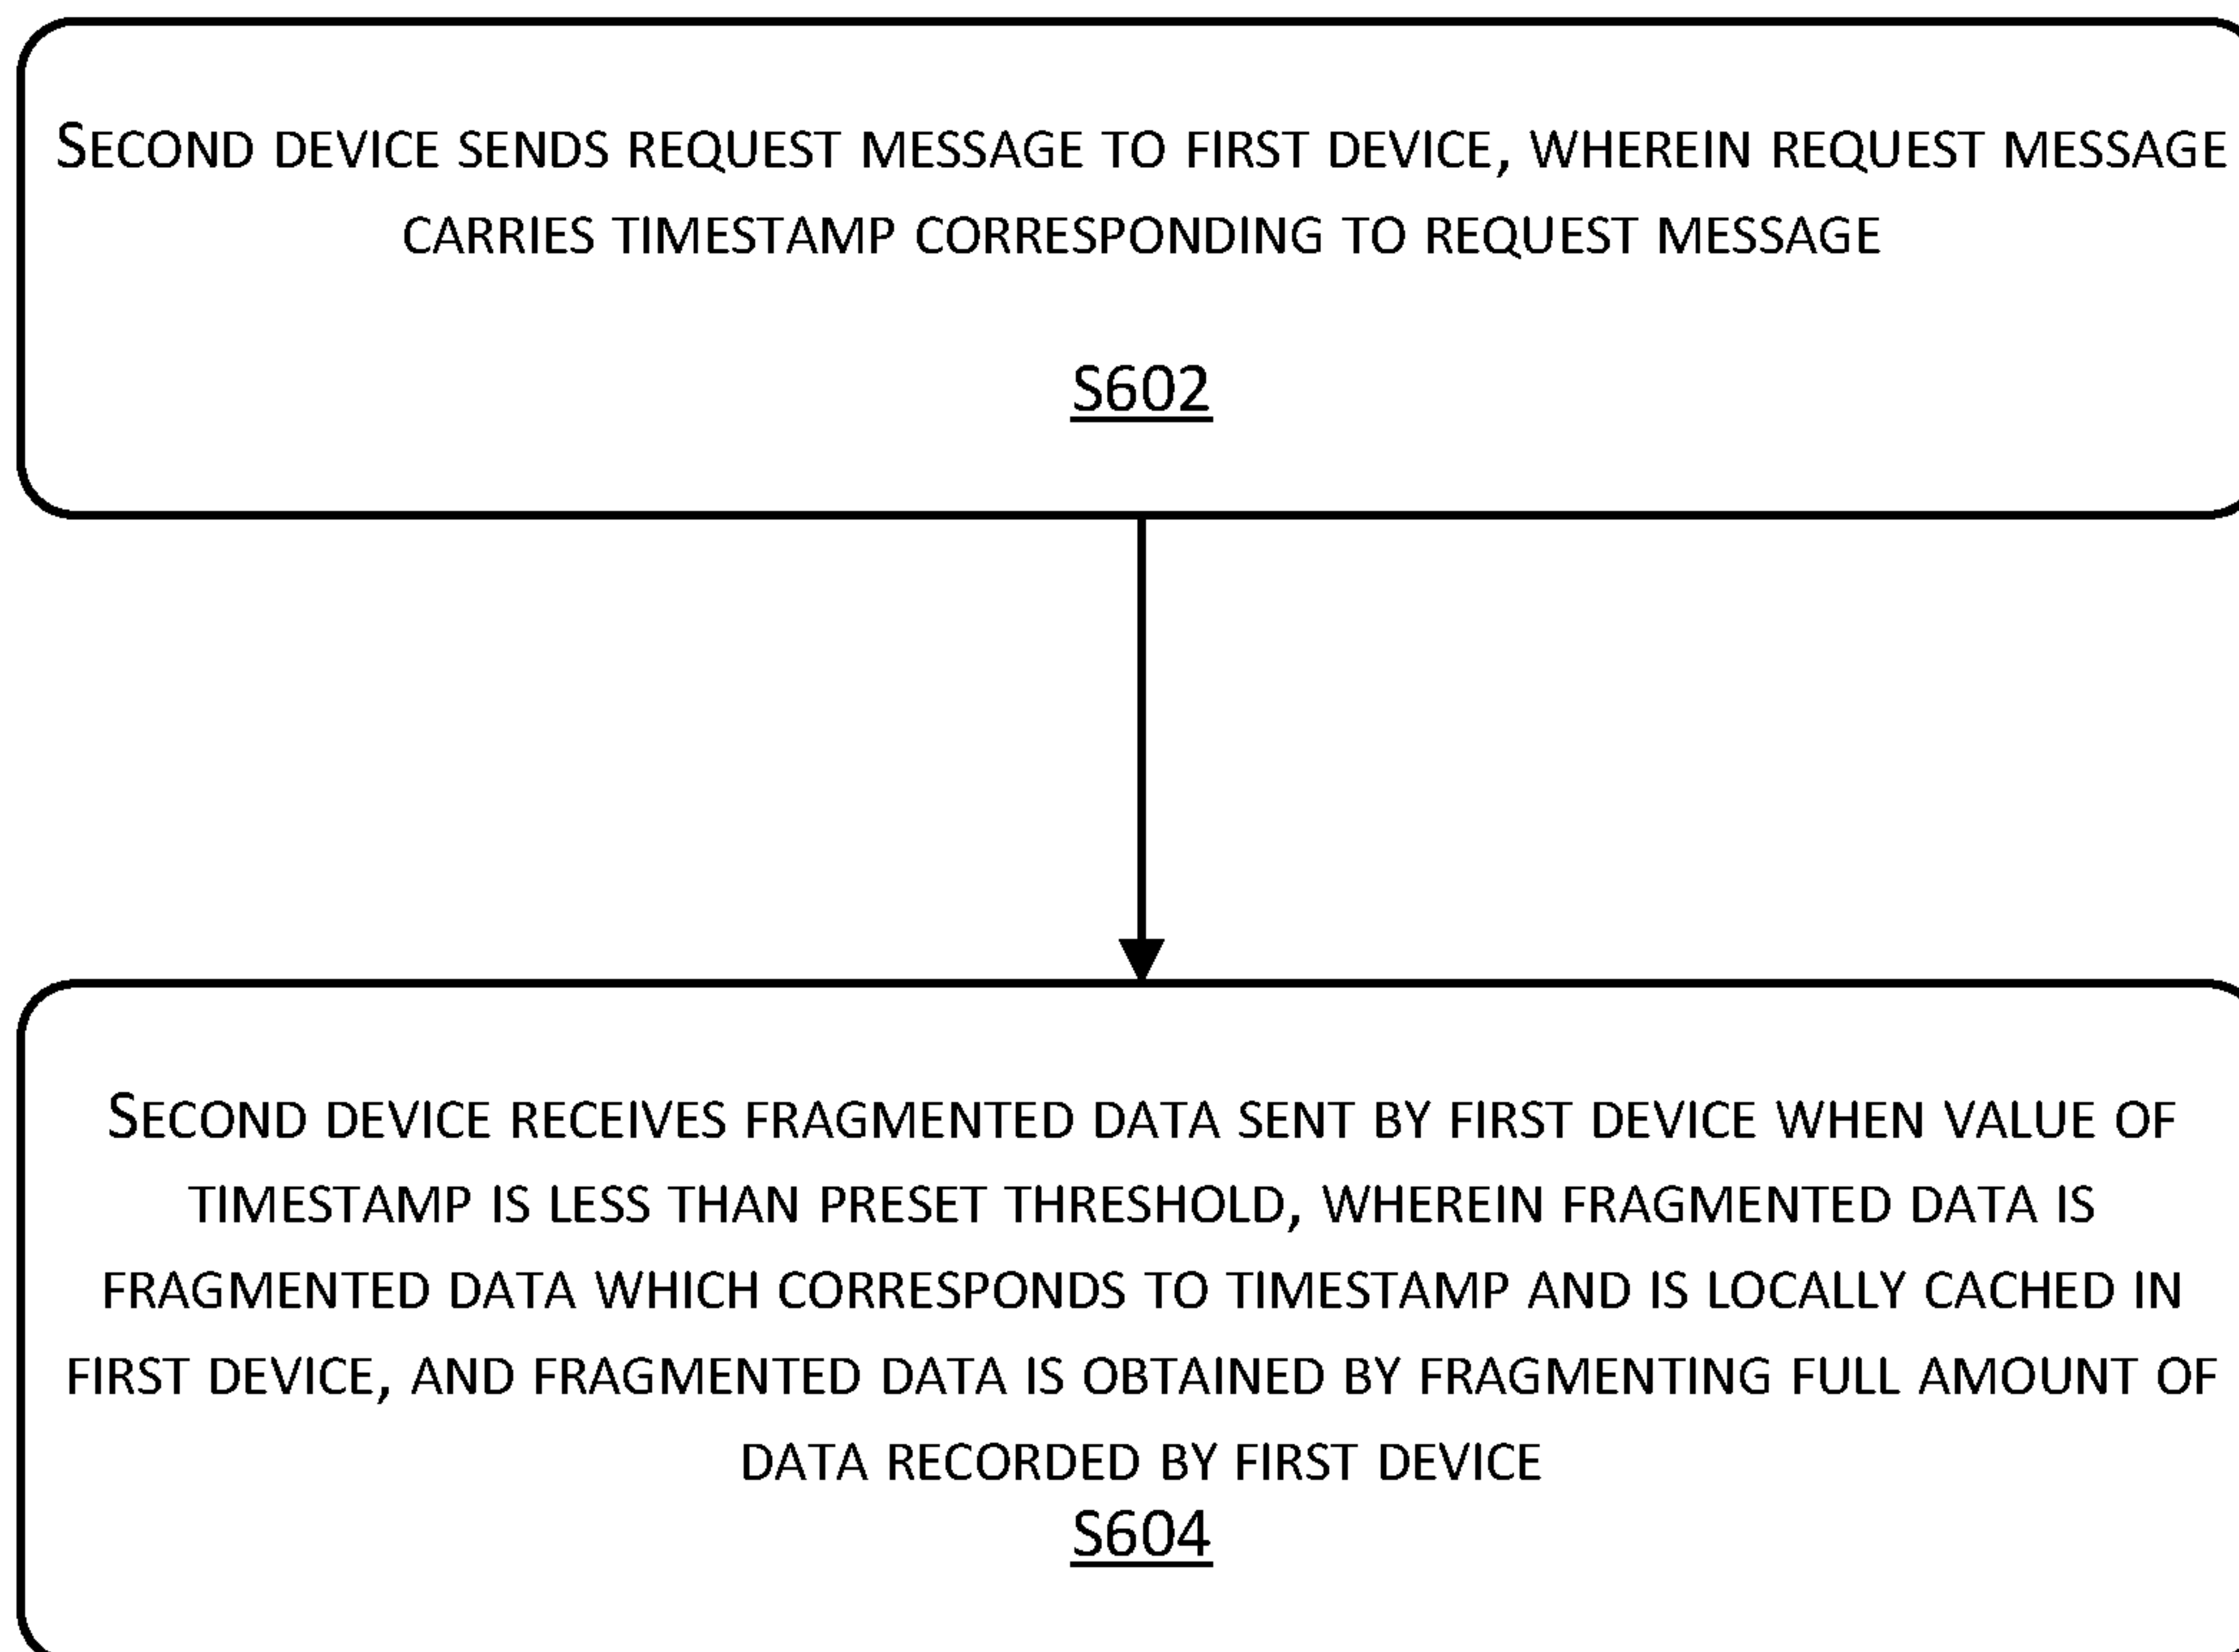 Second device sends request message to first device, wherein request message
carries timestamp corresponding to request message
S602
Second device receives fragmented data sent by first device when value of
timestamp is less than preset threshold, wherein fragmented data is
fragmented data which corresponds to timestamp and is locally cached in
first device, and fragmented data is obtained by fragmenting full amount of
data recorded by first device
S604